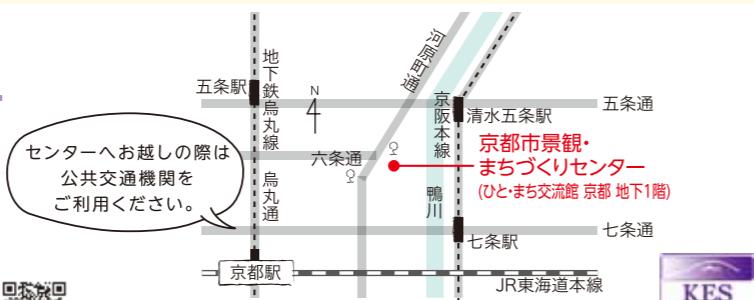 河原町通
地下鉄烏丸線
五条駅
N
京阪本線
清水五条駅
五条通
センターへお越しの際は
公共交通機関を
ご利用ください。
六条通
烏丸通
鴨川
京都市景観・
まちづくりセンター
(ひと・まち交流館 京都 地下1階)
七条駅
七条通
京都駅
JR東海道本線
KES